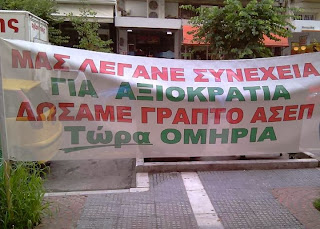 ΜΑΣ ΛΕΓΑΝΕ ΣΥΝΕΧΕΙΑ
ΓΙΑ ΑΞΙΟΚΡΑΤΙΑ
ΔΩΣΑΜΕ ΓΡΑΠΤΟ ΑΣΕΠ
Τώρα ΟΜΗΡΙΑ